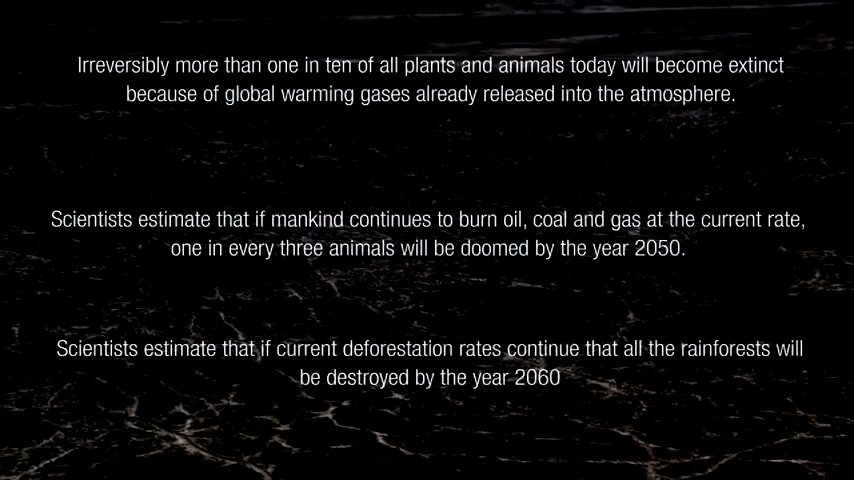 Irreversibly more than one in ten of all plants and animals today will become extinct
because of global warming gases already released into the atmosphere.
Scientists estimate that if mankind continues to burn oil, coal and gas at the current rate,
one in every three animals will be doomed by the year 2050.
Scientists estimate that if current deforestation rates continue that all the rainforests will
be destroyed by the year 2060